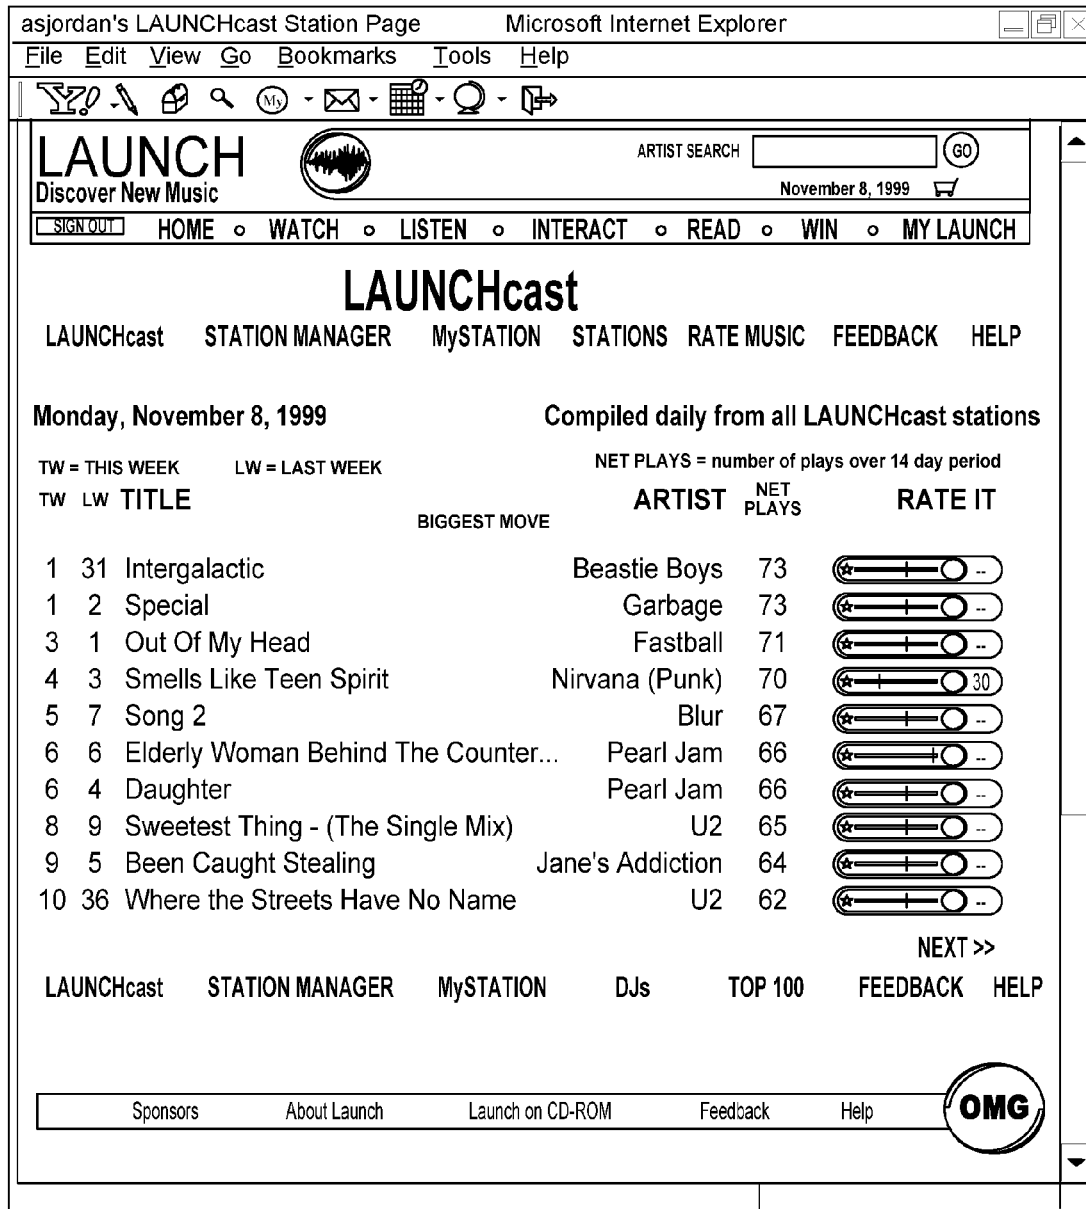 asjordan's LAUNCHcast Station Page Microsoft Internet Explorer
File Edit View Go Bookmarks Tools Help
Y! My
LAUNCH
Discover New Music
ARTIST SEARCH GO
November 8, 1999
SIGN OUT HOME WATCH LISTEN INTERACT READ WIN MY LAUNCH
LAUNCHcast
LAUNCHcast STATION MANAGER MySTATION STATIONS RATE MUSIC FEEDBACK HELP
Monday, November 8, 1999 Compiled daily from all LAUNCHcast stations
TW = THIS WEEK LW = LAST WEEK NET PLAYS = number of plays over 14 day period
TW LW TITLE ARTIST NET PLAYS RATE IT
BIGGEST MOVE
1 31 Intergalactic Beastie Boys 73 --
1 2 Special Garbage 73 --
3 1 Out Of My Head Fastball 71 --
4 3 Smells Like Teen Spirit Nirvana (Punk) 70 30
5 7 Song 2 Blur 67 --
6 6 Elderly Woman Behind The Counter... Pearl Jam 66 --
6 4 Daughter Pearl Jam 66 --
8 9 Sweetest Thing - (The Single Mix) U2 65 --
9 5 Been Caught Stealing Jane's Addiction 64 --
10 36 Where the Streets Have No Name U2 62 --
NEXT >>
LAUNCHcast STATION MANAGER MySTATION DJs TOP 100 FEEDBACK HELP
Sponsors About Launch Launch on CD-ROM Feedback Help OMG